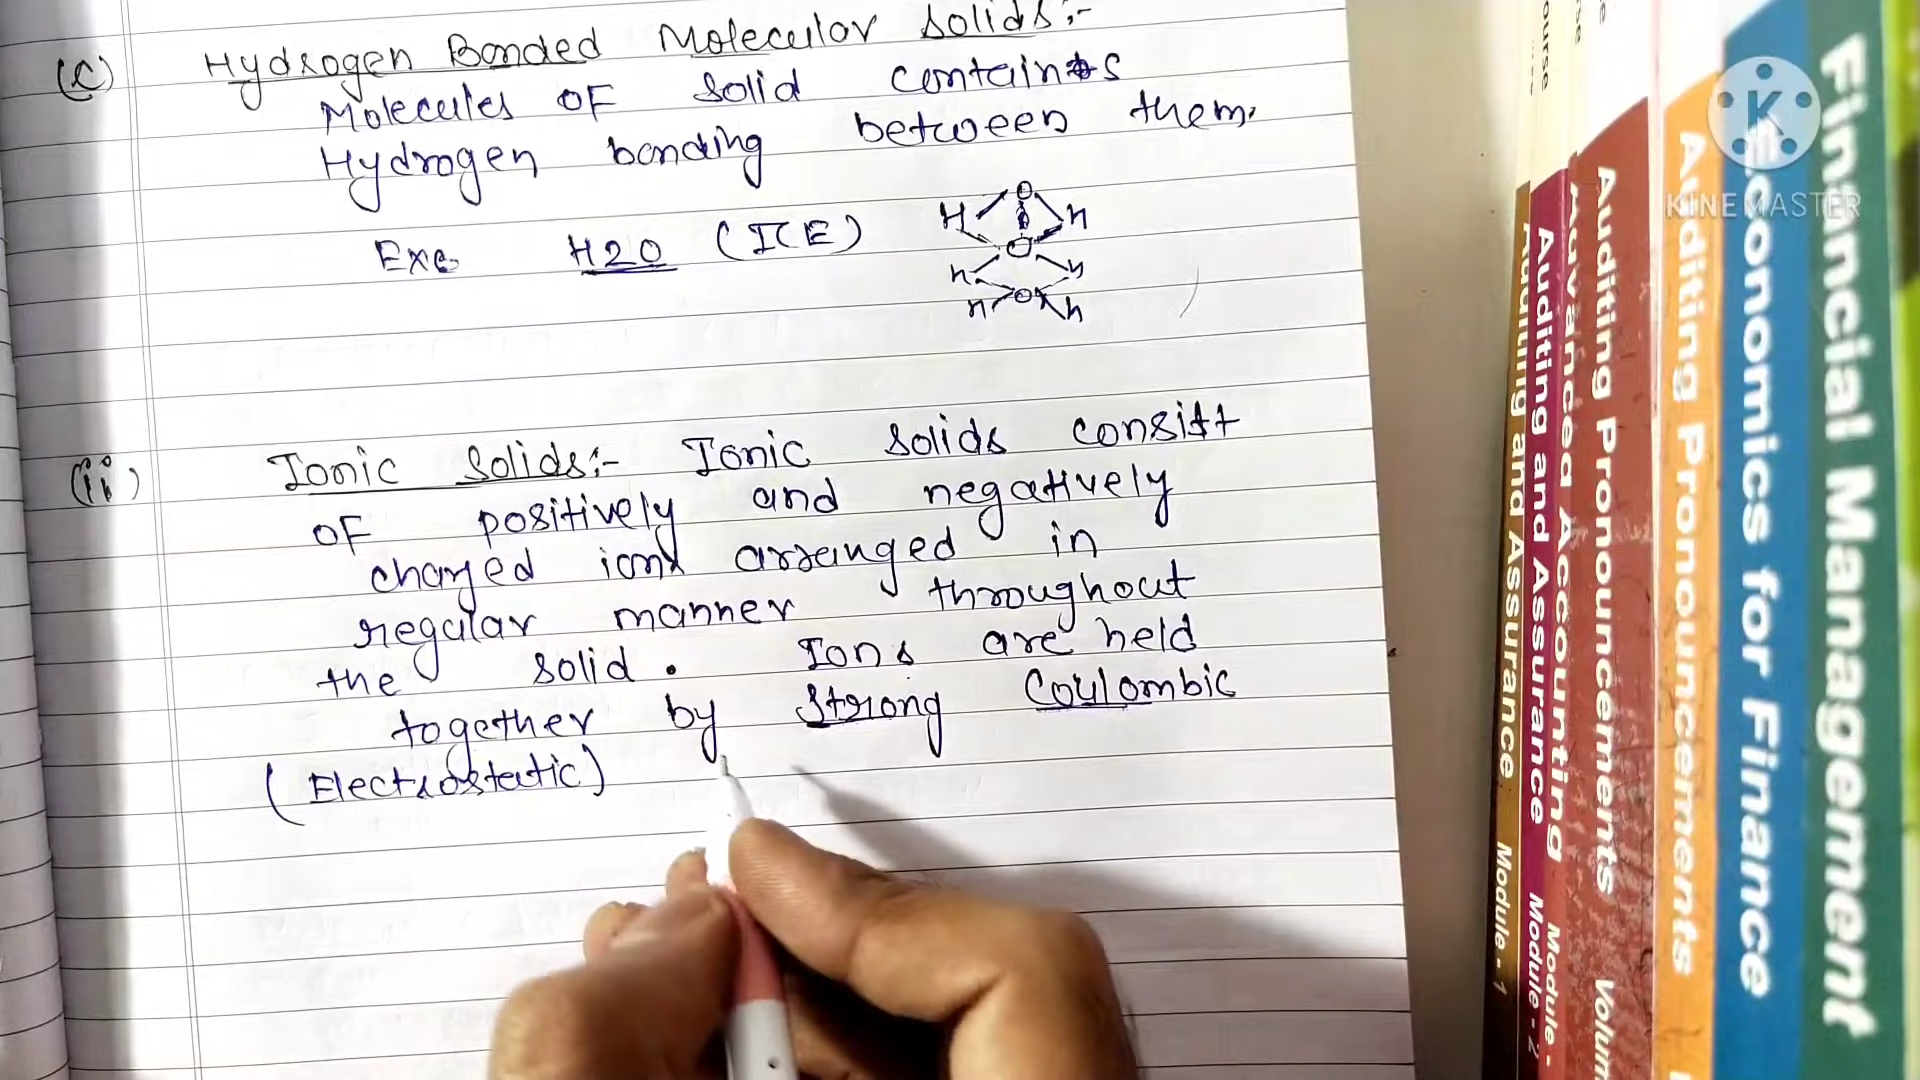 (C) Hydrogen Bonded Molecular Solids:-
Molecules OF solid contains
Hydrogen bonding between them.
Exe H2O (ICE)
O
H H
O
H H
H O H
(ii) Ionic Solids:- Ionic solids consist
OF positively and negatively
charged ions arranged in
regular manner throughout
the solid. Ions are held
together by strong Coulombic
(Electrostatic)
K
KINEMASTER
ourse
Auditing and Assurance Module - 1
Auditing and Assurance Module - 2
Advanced Accounting Module -
Auditing Pronouncements Volum
Auditing Pronouncements
Economics for Finance
Financial Management